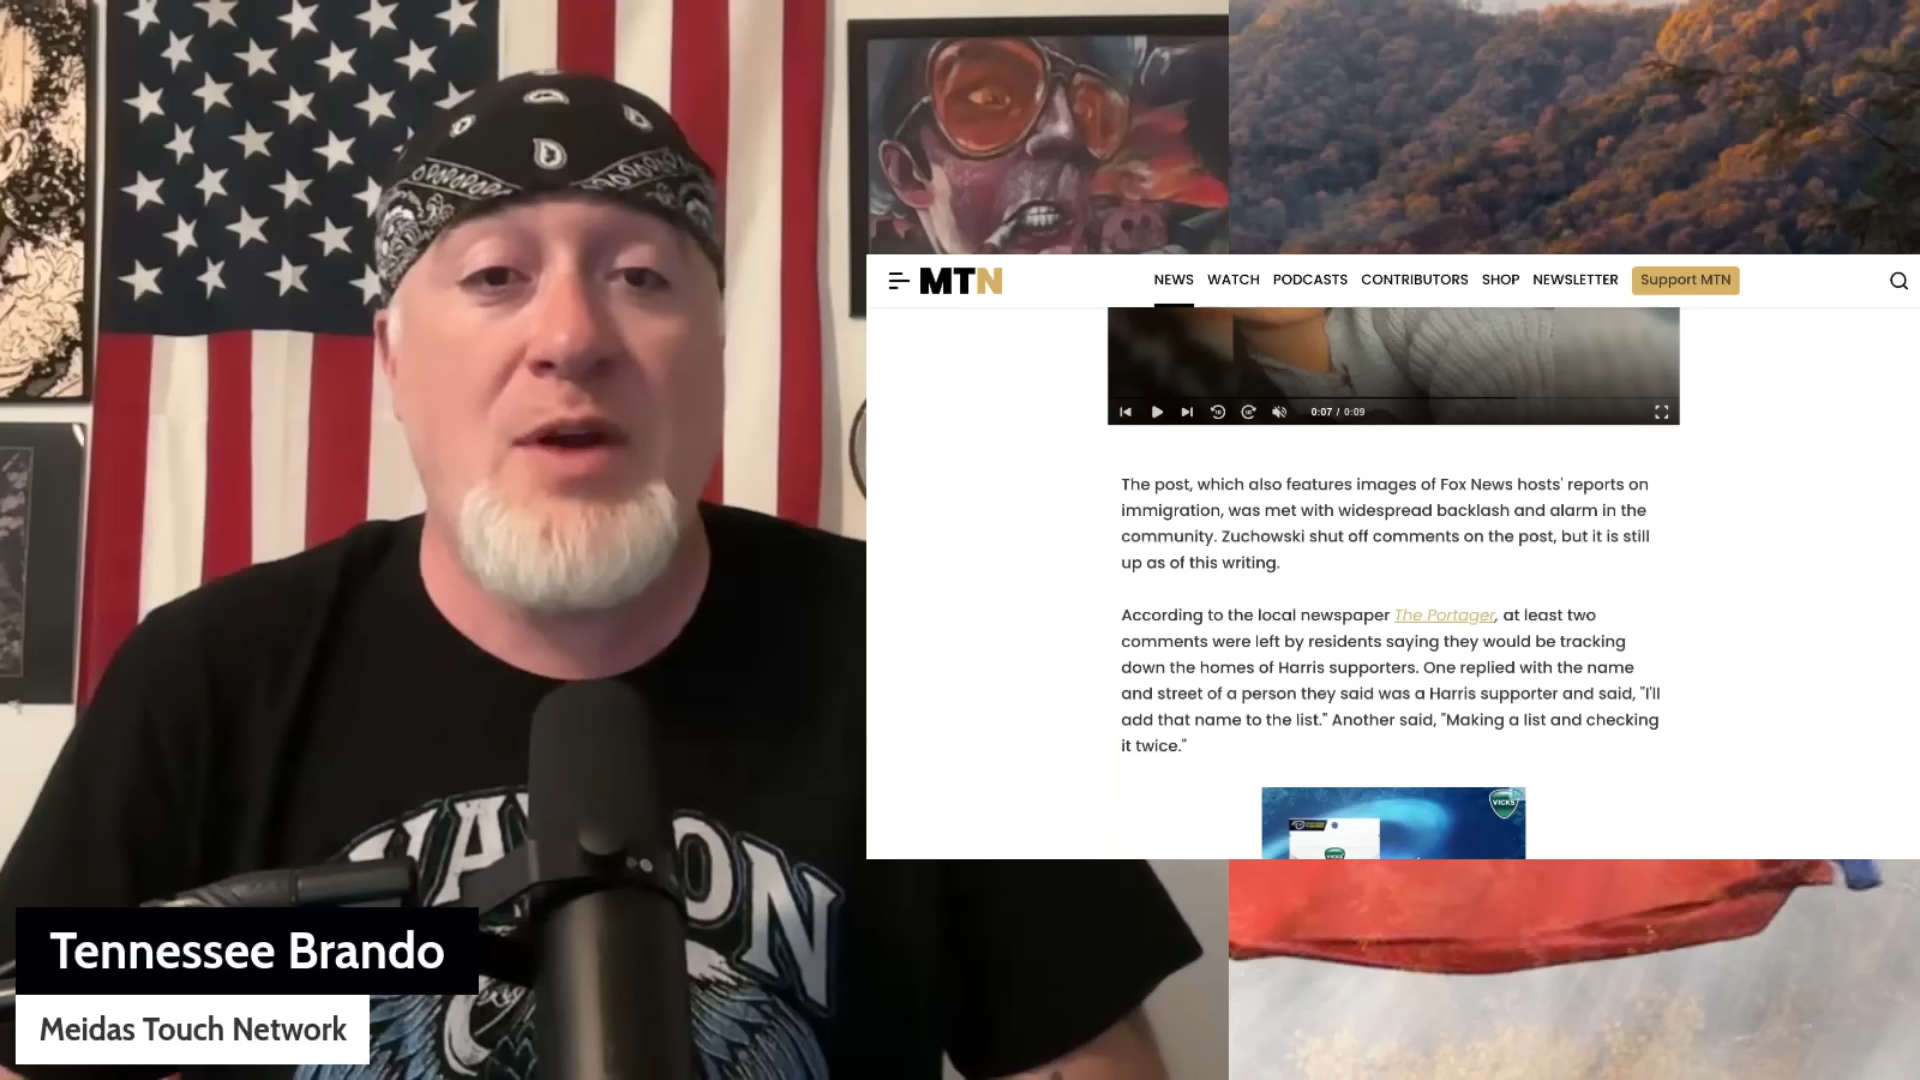 MTN
NEWS WATCH PODCASTS CONTRIBUTORS SHOP NEWSLETTER Support MTN
0:07 / 0:09
The post, which also features images of Fox News hosts' reports on
immigration, was met with widespread backlash and alarm in the
community. Zuchowski shut off comments on the post, but it is still
up as of this writing.
According to the local newspaper The Portager, at least two
comments were left by residents saying they would be tracking
down the homes of Harris supporters. One replied with the name
and street of a person they said was a Harris supporter and said, "I'll
add that name to the list." Another said, "Making a list and checking
it twice."
VICKS
VICKS
Tennessee Brando
Meidas Touch Network